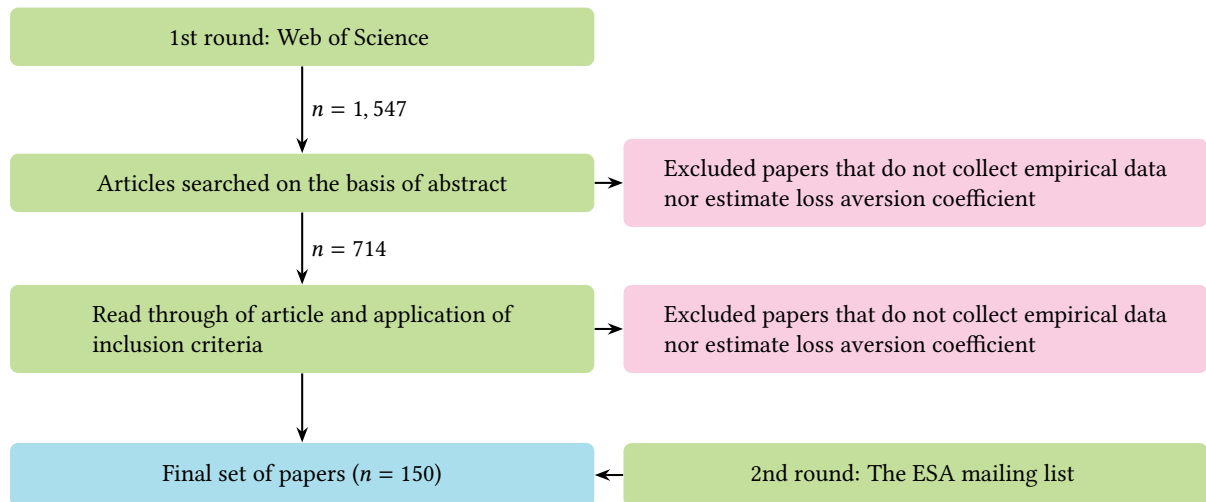 1st round: Web of Science
n = 1, 547
Articles searched on the basis of abstract
Excluded papers that do not collect empirical data
nor estimate loss aversion coefficient
n = 714
Read through of article and application of
inclusion criteria
Excluded papers that do not collect empirical data
nor estimate loss aversion coefficient
Final set of papers (n = 150)
2nd round: The ESA mailing list